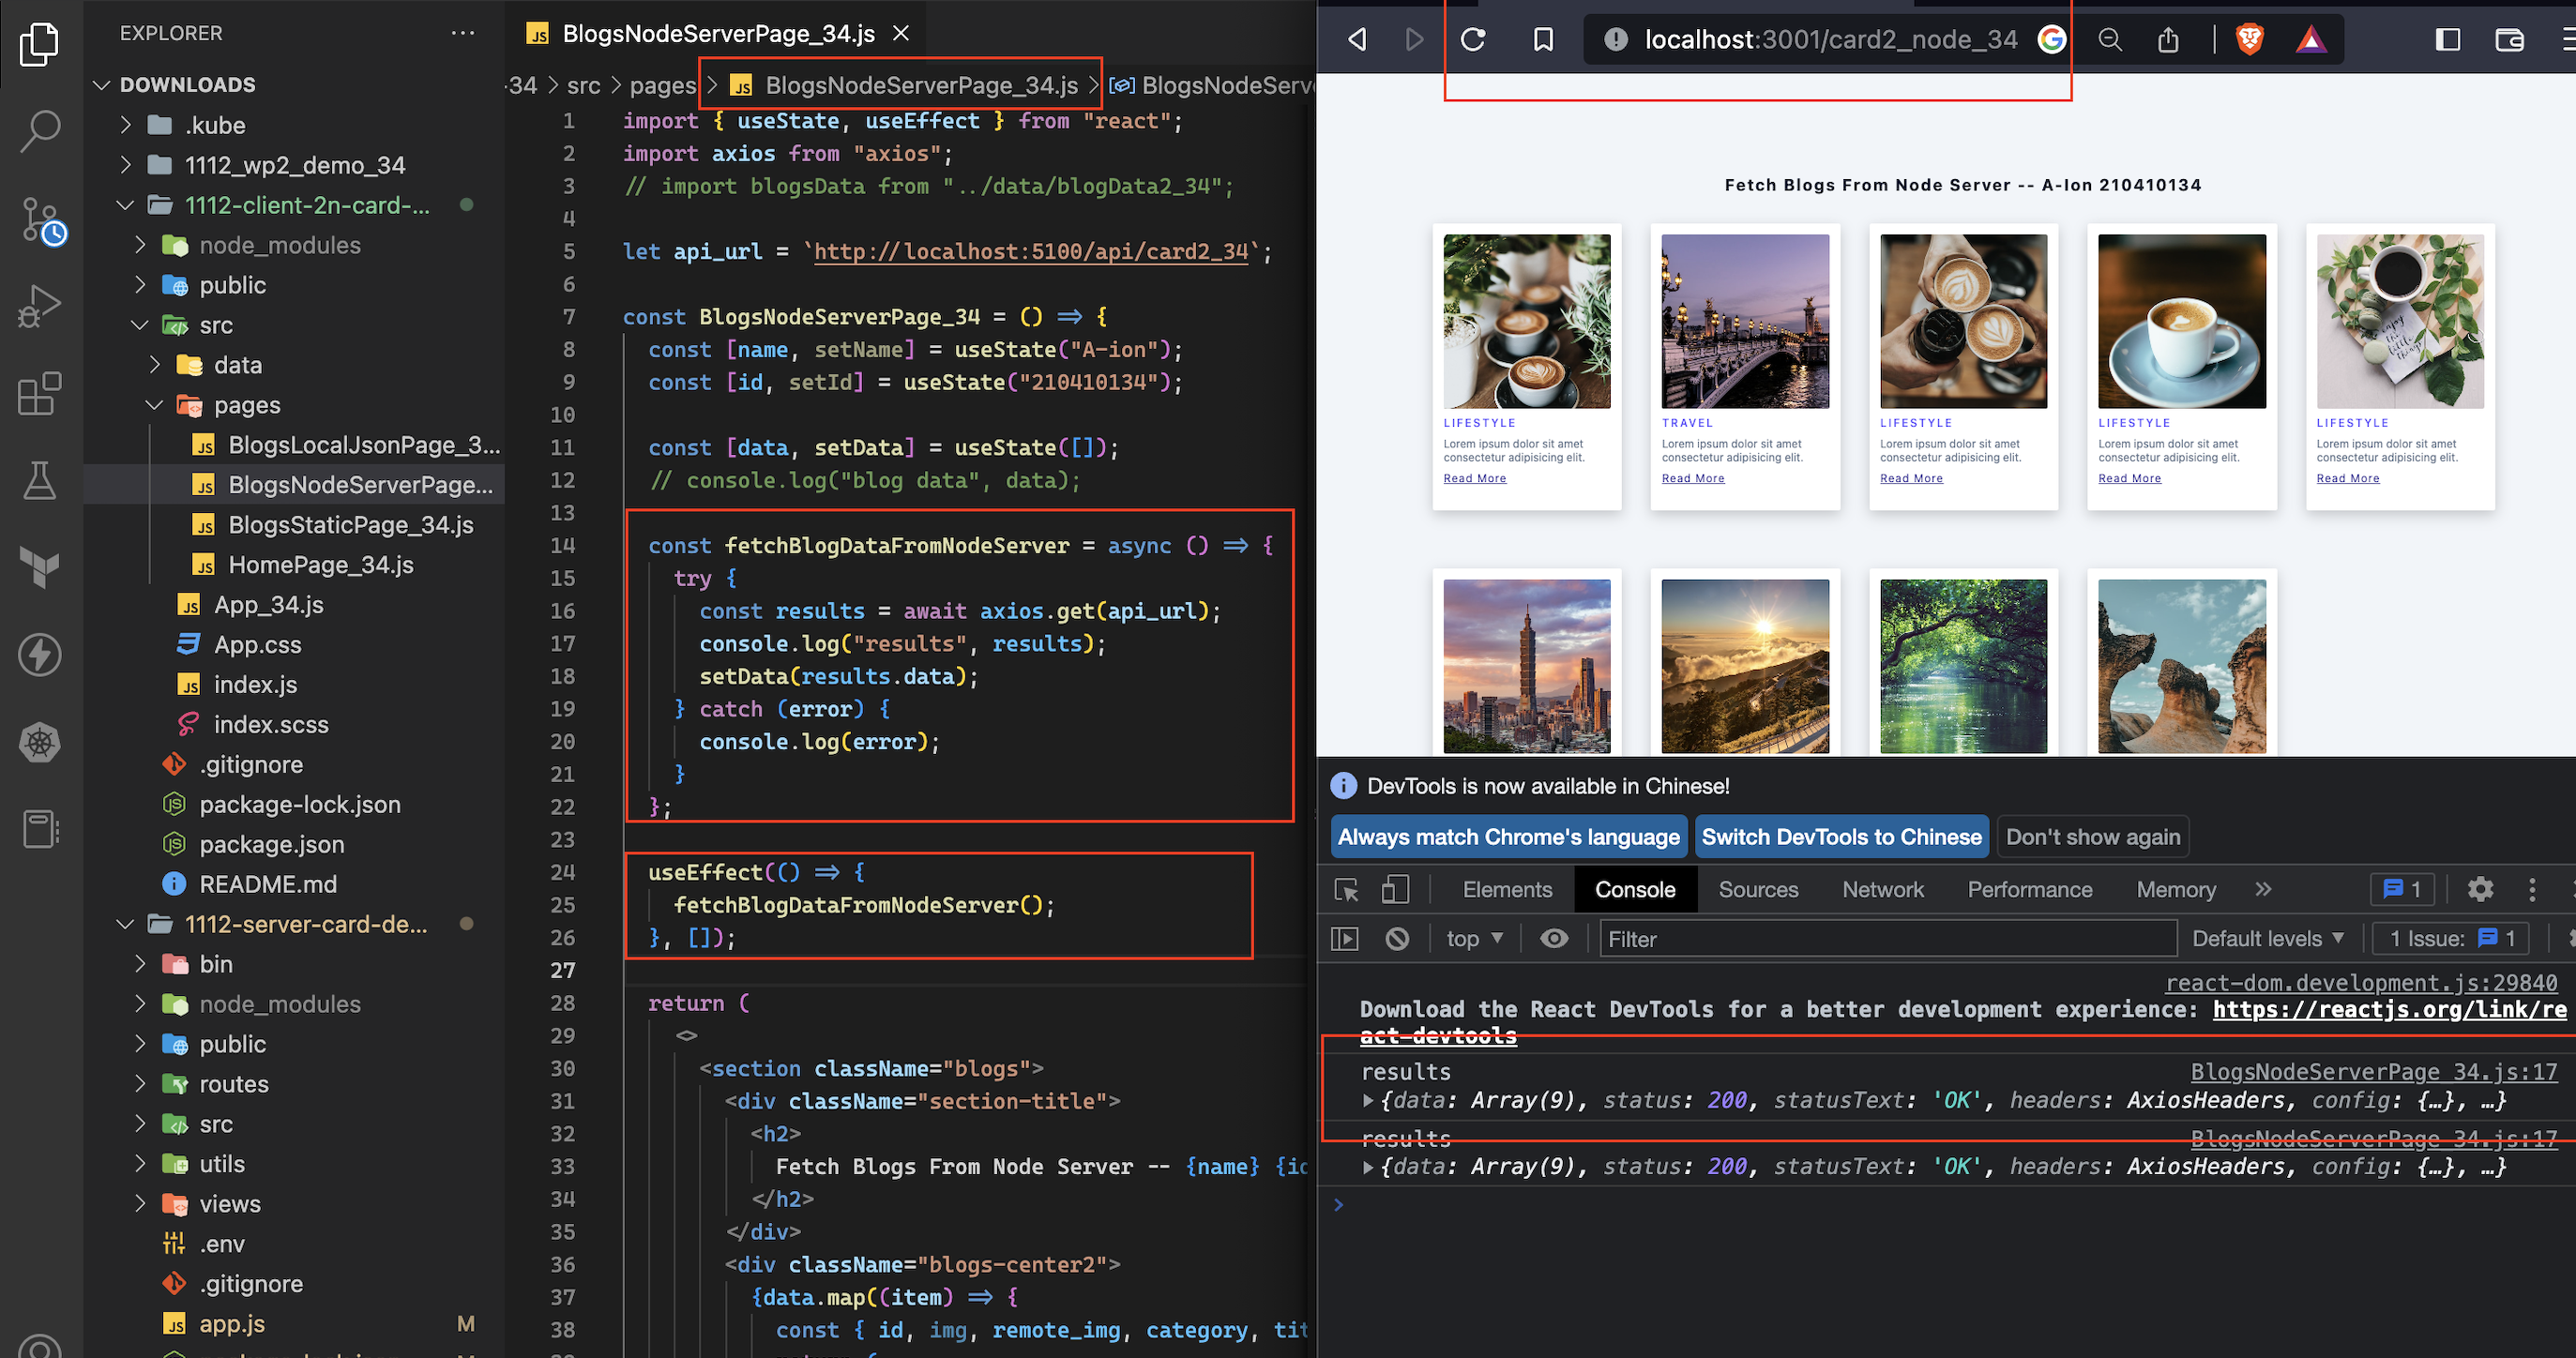 EXPLORER
DOWNLOADS
.kube
1112_wp2_demo_34
1112-client-2n-card-...
node_modules
public
src
data
pages
BlogsLocalJsonPage_3...
BlogsNodeServerPage...
BlogsStaticPage_34.js
HomePage_34.js
App_34.js
App.css
index.js
index.scss
.gitignore
package-lock.json
package.json
README.md
1112-server-card-de...
bin
node_modules
public
routes
src
utils
views
.env
.gitignore
app.js M
BlogsNodeServerPage_34.js
-34 > src > pages > BlogsNodeServerPage_34.js > BlogsNodeServ
1 import { useState, useEffect } from "react";
2 import axios from "axios";
3 // import blogsData from "../data/blogData2_34";
4
5 let api_url = `http://localhost:5100/api/card2_34`;
6
7 const BlogsNodeServerPage_34 = () => {
8 const [name, setName] = useState("A-ion");
9 const [id, setId] = useState("210410134");
10
11 const [data, setData] = useState([]);
12 // console.log("blog data", data);
13
14 const fetchBlogDataFromNodeServer = async () => {
15 try {
16 const results = await axios.get(api_url);
17 console.log("results", results);
18 setData(results.data);
19 } catch (error) {
20 console.log(error);
21 }
22 };
23
24 useEffect(() => {
25 fetchBlogDataFromNodeServer();
26 }, []);
27
28 return (
29 <>
30 <section className="blogs">
31 <div className="section-title">
32 <h2>
33 Fetch Blogs From Node Server -- {name} {id
34 </h2>
35 </div>
36 <div className="blogs-center2">
37 {data.map((item) => {
38 const { id, img, remote_img, category, tit
localhost:3001/card2_node_34
Fetch Blogs From Node Server -- A-Ion 210410134
LIFESTYLE
Lorem ipsum dolor sit amet
consectetur adipisicing elit.
Read More
TRAVEL
Lorem ipsum dolor sit amet
consectetur adipisicing elit.
Read More
LIFESTYLE
Lorem ipsum dolor sit amet
consectetur adipisicing elit.
Read More
LIFESTYLE
Lorem ipsum dolor sit amet
consectetur adipisicing elit.
Read More
LIFESTYLE
Lorem ipsum dolor sit amet
consectetur adipisicing elit.
Read More
DevTools is now available in Chinese!
Always match Chrome's language Switch DevTools to Chinese Don't show again
Elements Console Sources Network Performance Memory 1
top Filter Default levels 1 Issue: 1
react-dom.development.js:29840
Download the React DevTools for a better development experience: https://reactjs.org/link/re
act-devtools
results BlogsNodeServerPage_34.js:17
{data: Array(9), status: 200, statusText: 'OK', headers: AxiosHeaders, config: {…}, …}
results BlogsNodeServerPage_34.js:17
{data: Array(9), status: 200, statusText: 'OK', headers: AxiosHeaders, config: {…}, …}